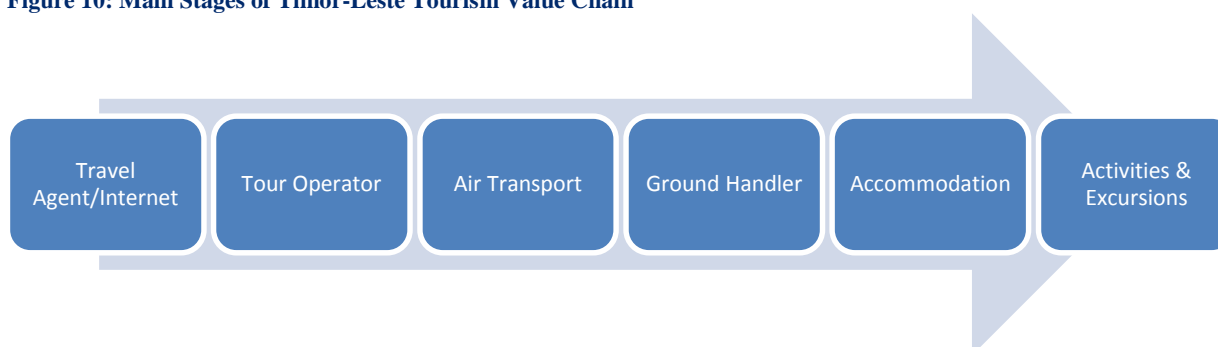 Figure 10: Main Stages of Timor-Leste Tourism Value Chain
Travel
Agent/Internet
Tour Operator
Air Transport
Ground Handler
Accommodation
Activities &
Excursions